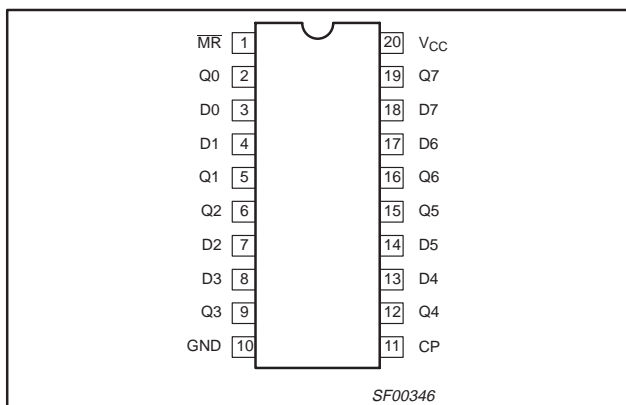 M̅R̅ 1 20 VCC
Q0 2 19 Q7
D0 3 18 D7
D1 4 17 D6
Q1 5 16 Q6
Q2 6 15 Q5
D2 7 14 D5
D3 8 13 D4
Q3 9 12 Q4
GND 10 11 CP
SF00346